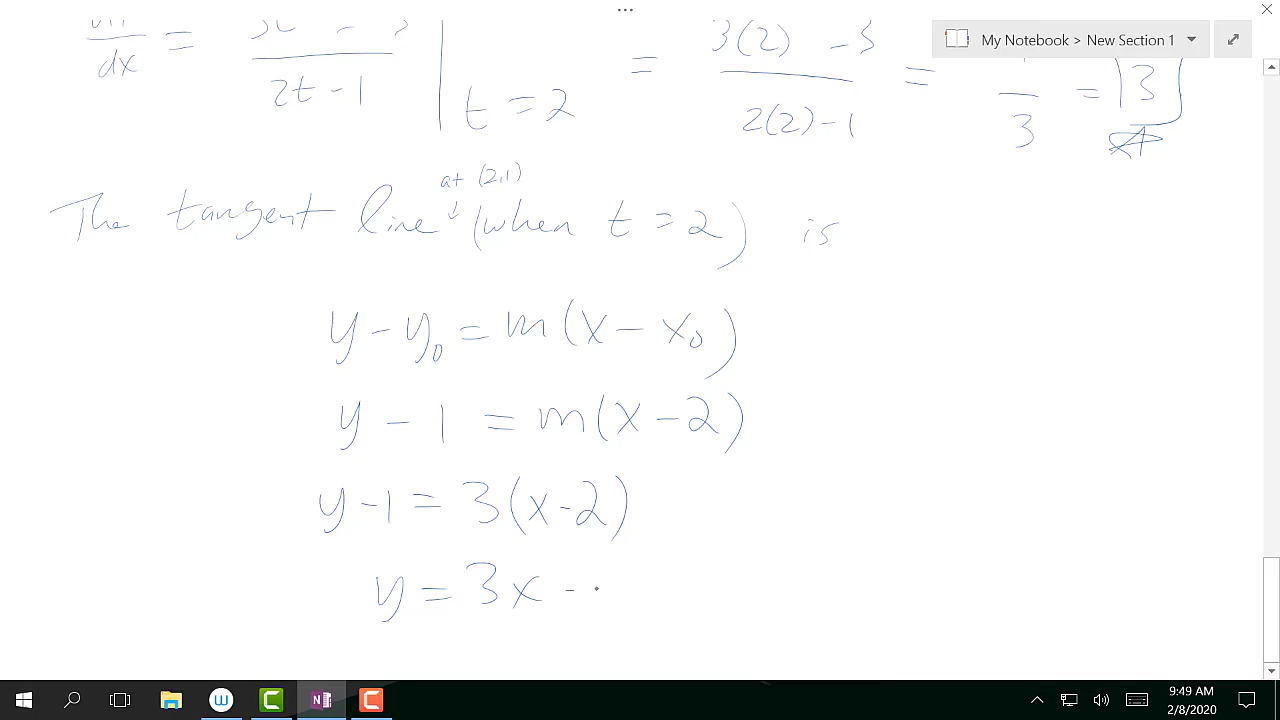 My Notebook > New Section 1
dx = 2t - 1 | t = 2 = 3(2) - 3 / 2(2) - 1 = / 3 = 3
at (2,1)
The tangent line (when t = 2) is
y - y₀ = m(x - x₀)
y - 1 = m(x - 2)
y - 1 = 3(x - 2)
y = 3x -
9:49 AM
2/8/2020